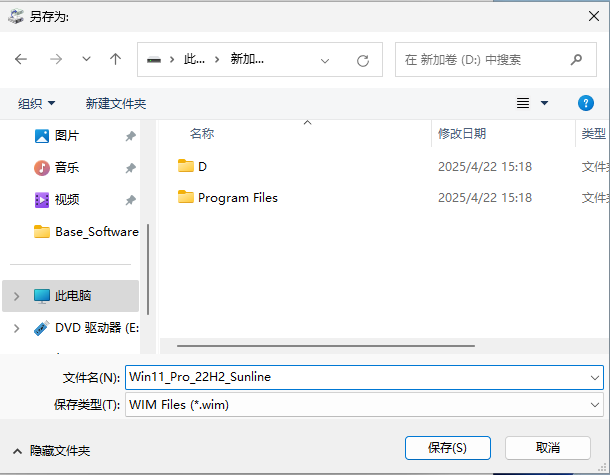 另存为:
此... 新加...
在 新加卷 (D:) 中搜索
组织 新建文件夹
?
名称 修改日期 类型
图片
音乐
视频
Base_Software
此电脑
DVD 驱动器 (E:
D 2025/4/22 15:18 文件夹
Program Files 2025/4/22 15:18 文件夹
文件名(N): Win11_Pro_22H2_Sunline
保存类型(T): WIM Files (*.wim)
隐藏文件夹 保存(S) 取消